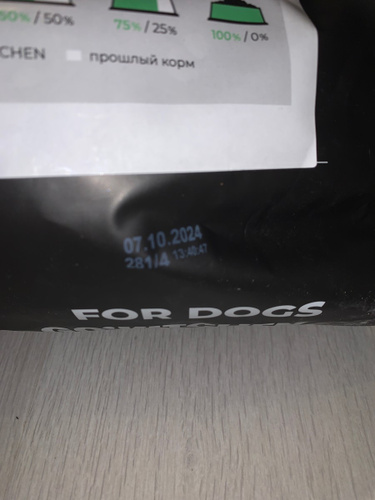 50% / 50%
75% / 25%
100% / 0%
CHEN
прошлый корм
07.10.2024
281/4 13:40:47
FOR DOGS